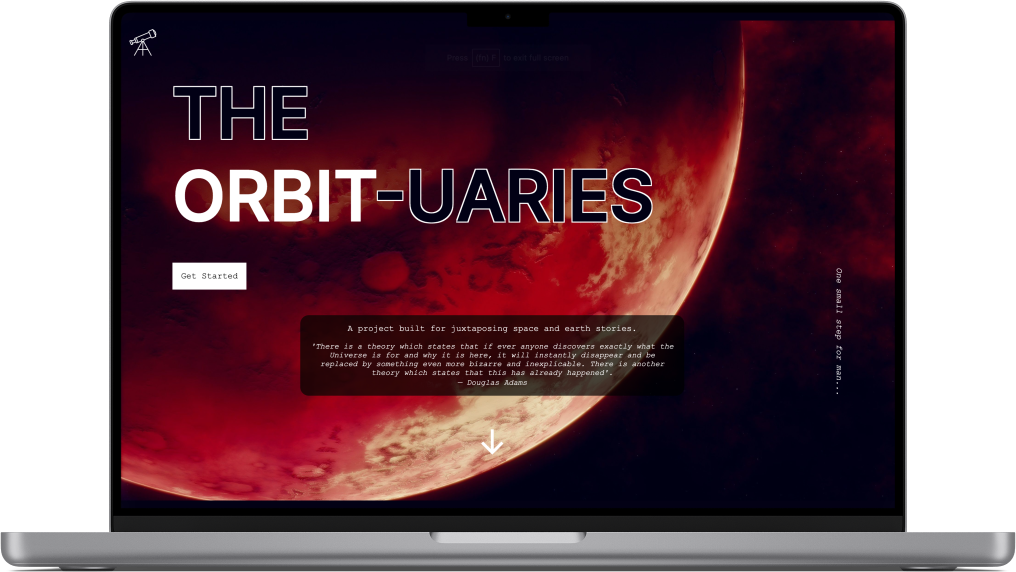 Press Ctrl F to exit full screen
THE
ORBIT-UARIES
Get Started
A project built for juxtaposing space and earth stories.
'There is a theory which states that if ever anyone discovers exactly what the
Universe is for and why it is here, it will instantly disappear and be
replaced by something even more bizarre and inexplicable. There is another
theory which states that this has already happened'.
— Douglas Adams
One small step for man...